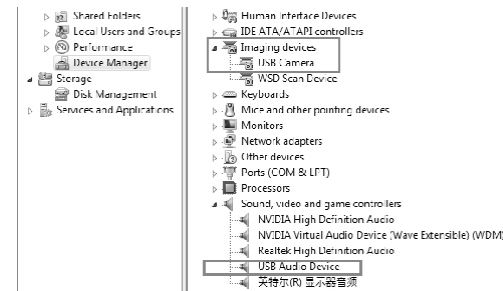 Shared Folders
Local Users and Groups
Performance
Device Manager
Storage
Disk Management
Services and Applications
Human Interface Devices
IDE ATA/ATAPI controllers
Imaging devices
USB Camera
WSD Scan Device
Keyboards
Mice and other pointing devices
Monitors
Network adapters
Other devices
Ports (COM & LPT)
Processors
Sound, video and game controllers
NVIDIA High Definition Audio
NVIDIA Virtual Audio Device (Wave Extensible) (WDM)
Realtek High Definition Audio
USB Audio Device
英特尔(R) 显示器音频